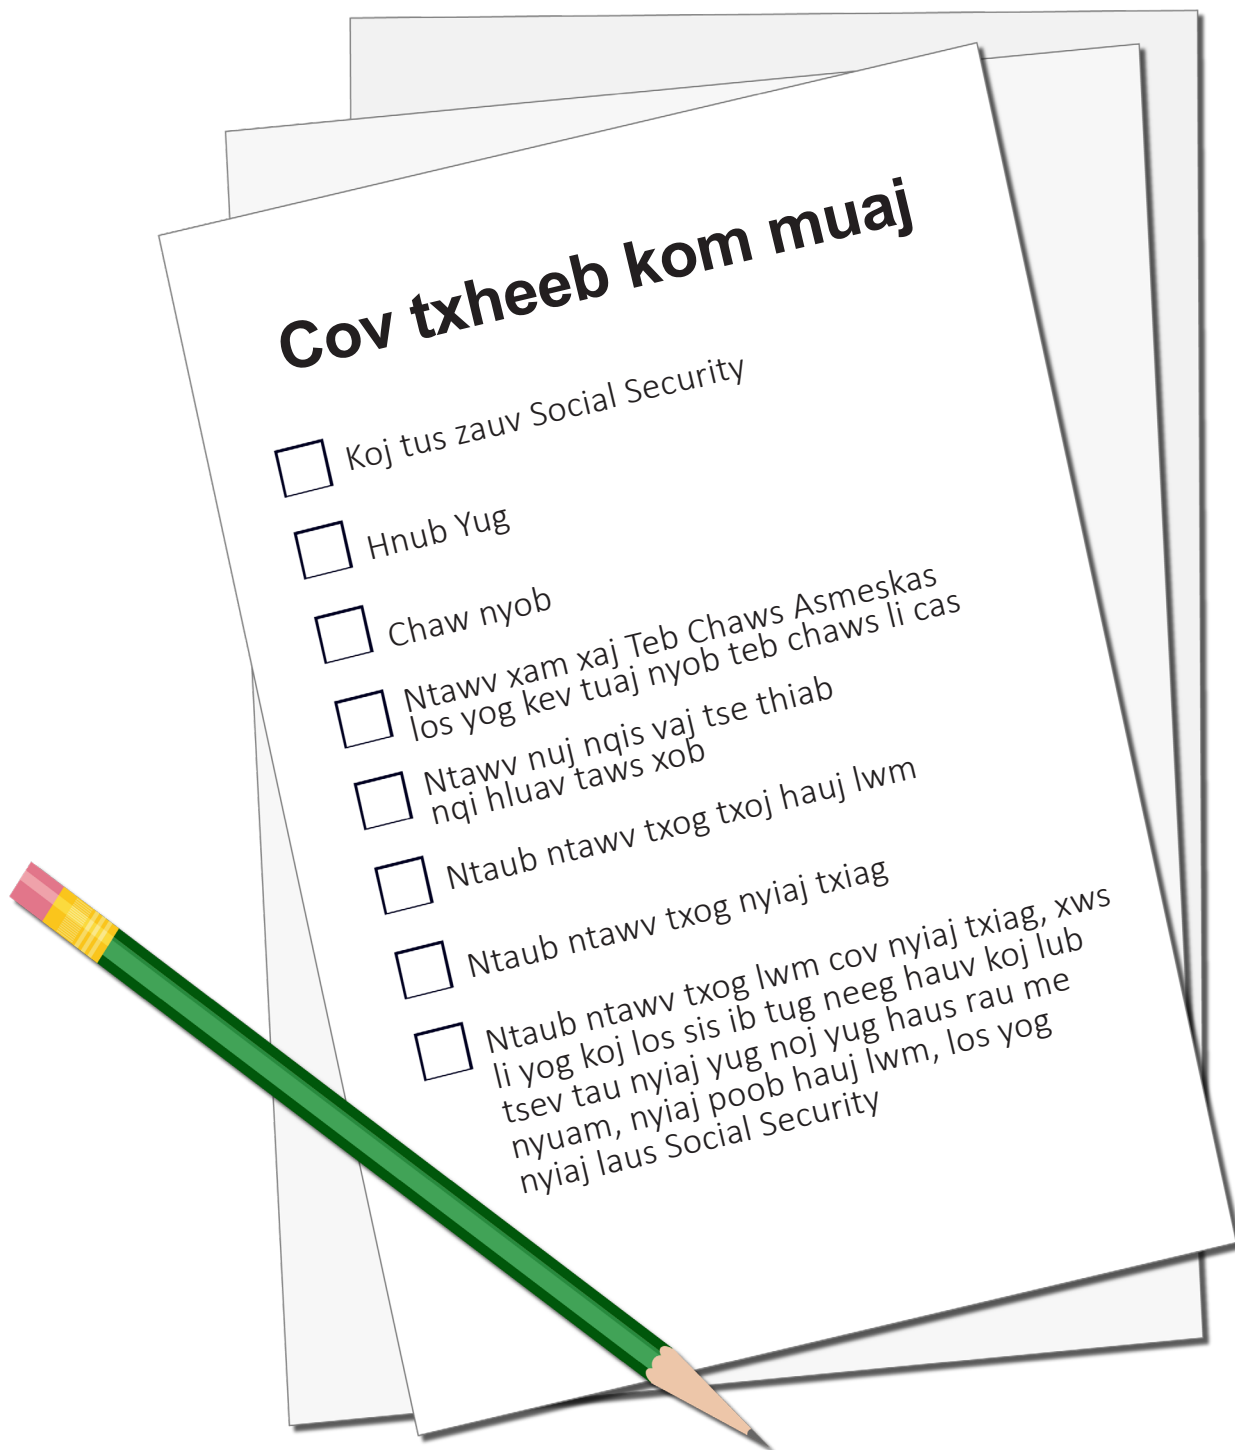 Cov txheeb kom muaj
Koj tus zauv Social Security
Hnub Yug
Chaw nyob
Ntawv xam xaj Teb Chaws Asmeskas
los yog kev tuaj nyob teb chaws li cas
Ntawv nuj nqis vaj tse thiab
nqi hluav taws xob
Ntaub ntawv txog txoj hauj lwm
Ntaub ntawv txog nyiaj txiag
Ntaub ntawv txog lwm cov nyiaj txiag, xws
li yog koj los sis ib tug neeg hauv koj lub
tsev tau nyiaj yug noj yug haus rau me
nyuam, nyiaj poob hauj lwm, los yog
nyiaj laus Social Security